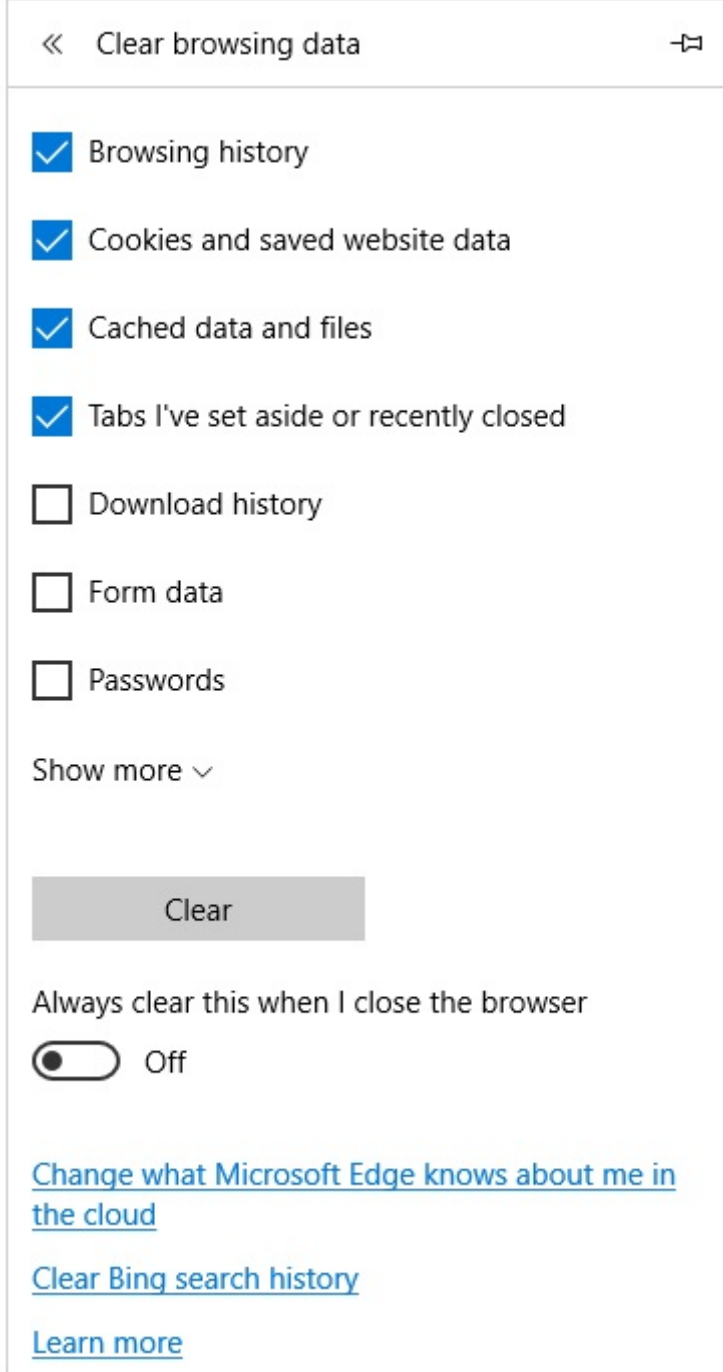 Clear browsing data
Browsing history
Cookies and saved website data
Cached data and files
Tabs I've set aside or recently closed
Download history
Form data
Passwords
Show more
Clear
Always clear this when I close the browser
Off
Change what Microsoft Edge knows about me in
the cloud
Clear Bing search history
Learn more